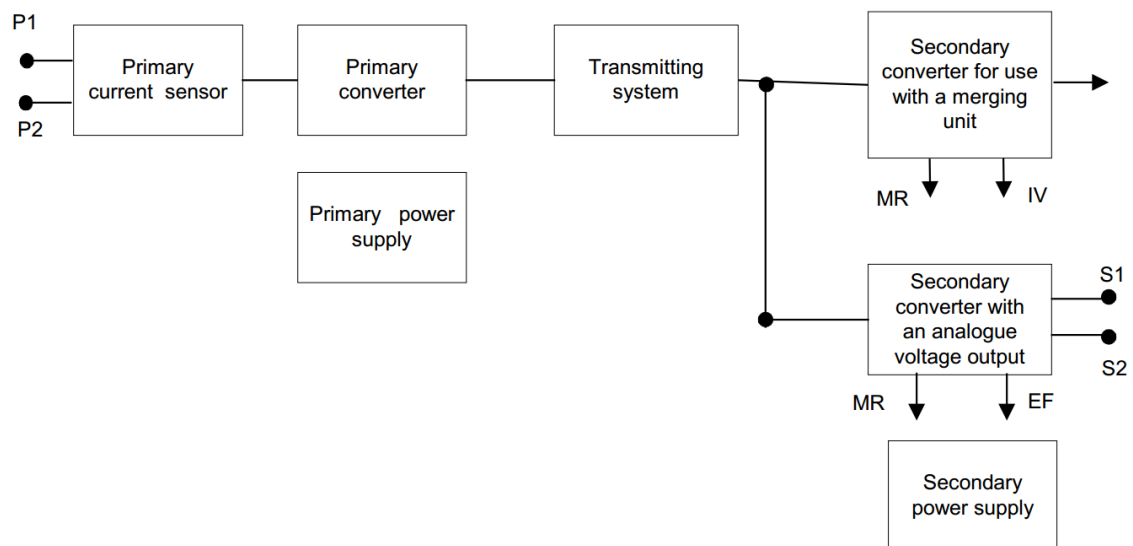 P1
P2
Primary
current sensor
Primary
converter
Transmitting
system
Secondary
converter for use
with a merging
unit
MR
IV
Primary power
supply
Secondary
converter with
an analogue
voltage output
S1
S2
MR
EF
Secondary
power supply